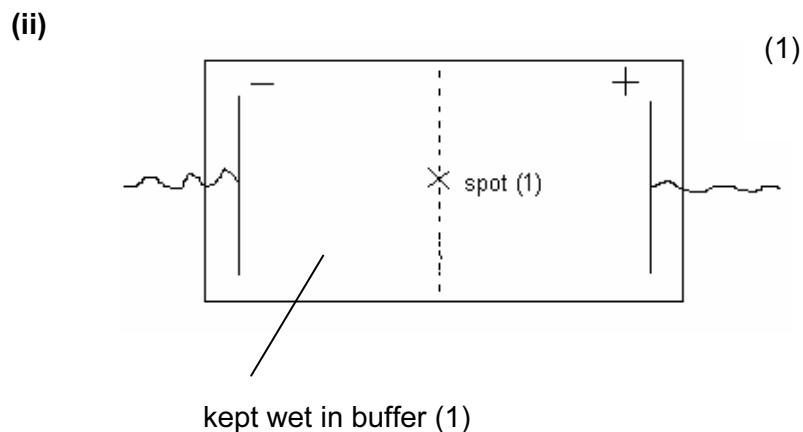 (ii)
(1)
− +
spot (1)
kept wet in buffer (1)